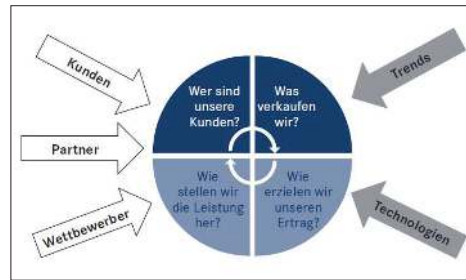 Kunden
Partner
Wettbewerber
Wer sind
unsere
Kunden?
Was
verkaufen
wir?
Wie
stellen wir
die Leistung
her?
Wie
erzielen wir
unseren
Ertrag?
Trends
Technologien